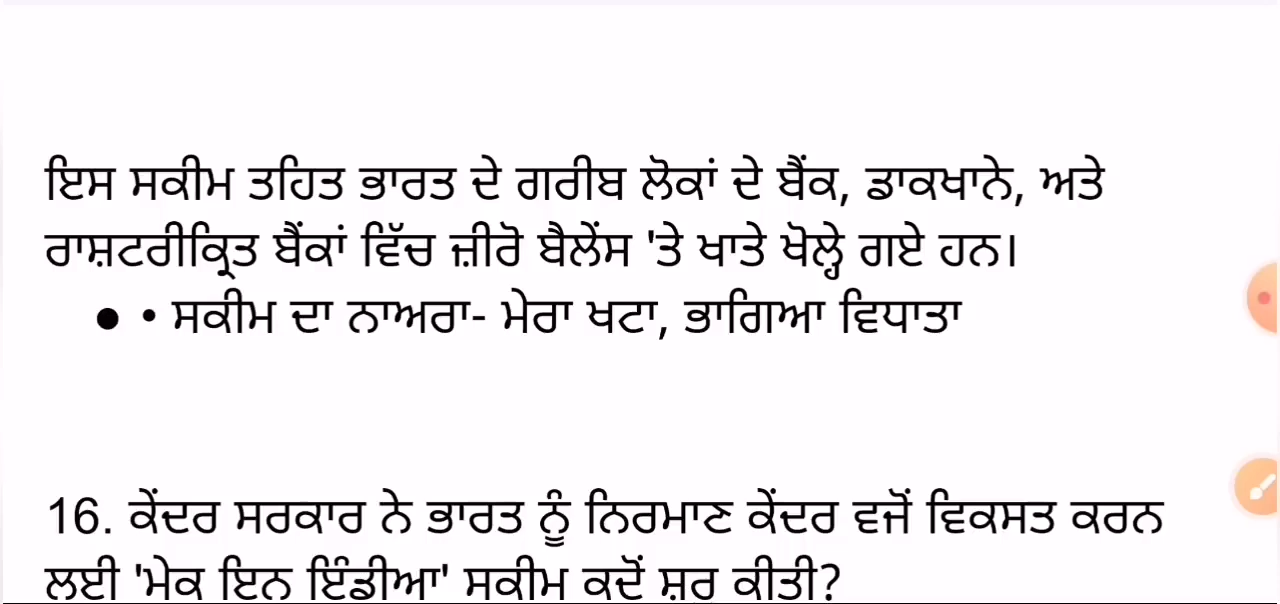 ਇਸ ਸਕੀਮ ਤਹਿਤ ਭਾਰਤ ਦੇ ਗਰੀਬ ਲੋਕਾਂ ਦੇ ਬੈਂਕ, ਡਾਕਖਾਨੇ, ਅਤੇ
ਰਾਸ਼ਟਰੀਕ੍ਰਿਤ ਬੈਂਕਾਂ ਵਿੱਚ ਜ਼ੀਰੋ ਬੈਲੇਂਸ 'ਤੇ ਖਾਤੇ ਖੋਲ੍ਹੇ ਗਏ ਹਨ।
● • ਸਕੀਮ ਦਾ ਨਾਅਰਾ- ਮੇਰਾ ਖਟਾ, ਭਾਗਿਆ ਵਿਧਾਤਾ
16. ਕੇਂਦਰ ਸਰਕਾਰ ਨੇ ਭਾਰਤ ਨੂੰ ਨਿਰਮਾਣ ਕੇਂਦਰ ਵਜੋਂ ਵਿਕਸਤ ਕਰਨ
ਲਈ 'ਮੇਕ ਇਨ ਇੰਡੀਆ' ਸਕੀਮ ਕਦੋਂ ਸ਼ੁਰੂ ਕੀਤੀ?